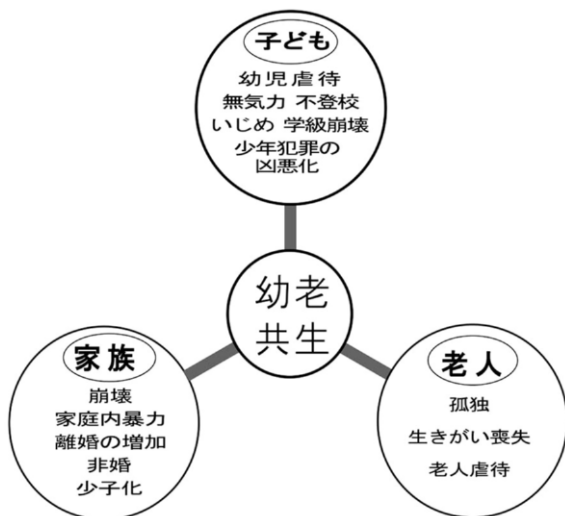 子ども
幼児虐待
無気力 不登校
いじめ 学級崩壊
少年犯罪の
凶悪化
幼老
共生
家族
崩壊
家庭内暴力
離婚の増加
非婚
少子化
老人
孤独
生きがい喪失
老人虐待